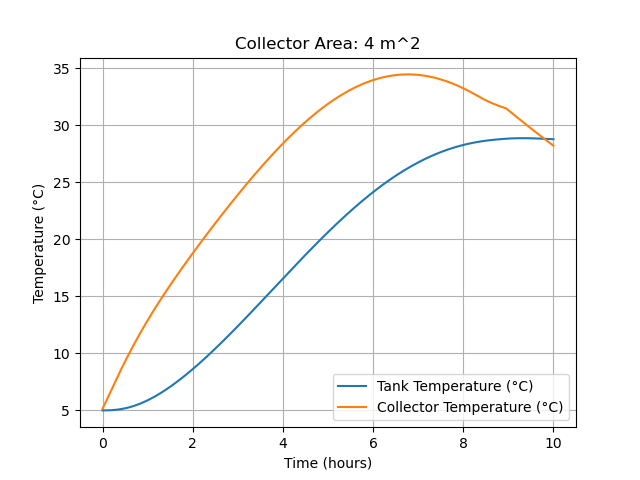 Collector Area: 4 m^2
Temperature (°C)
35
30
25
20
15
10
5
Tank Temperature (°C)
Collector Temperature (°C)
0 2 4 6 8 10
Time (hours)